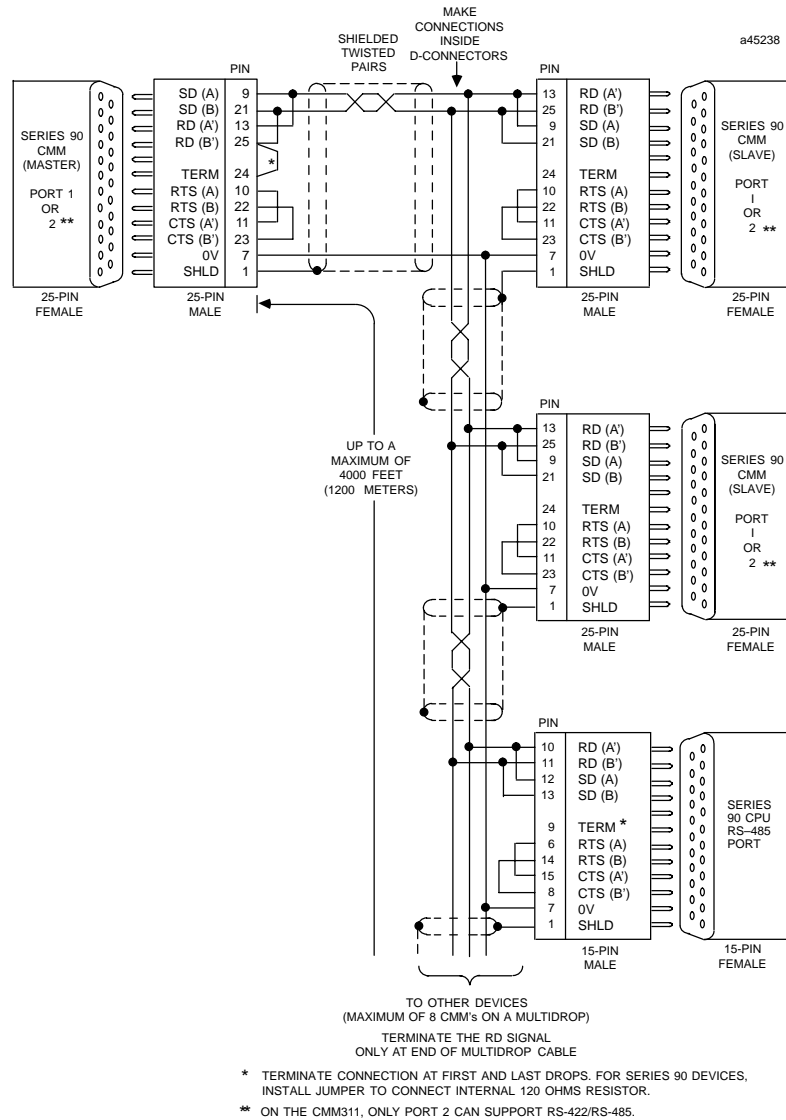 MAKE
CONNECTIONS
INSIDE
D-CONNECTORS
SHIELDED
TWISTED
PAIRS
a45238
PIN
SERIES 90
CMM
(MASTER)
PORT 1
OR
2 **
25-PIN
FEMALE
SD (A) 9
SD (B) 21
RD (A') 13
RD (B') 25
*
TERM 24
RTS (A) 10
RTS (B) 22
CTS (A') 11
CTS (B') 23
0V 7
SHLD 1
25-PIN
MALE
PIN
13 RD (A')
25 RD (B')
9 SD (A)
21 SD (B)
24 TERM
10 RTS (A)
22 RTS (B)
11 CTS (A')
23 CTS (B')
7 0V
1 SHLD
25-PIN
MALE
SERIES 90
CMM
(SLAVE)
PORT
I
OR
2 **
25-PIN
FEMALE
UP TO A
MAXIMUM OF
4000 FEET
(1200 METERS)
PIN
13 RD (A')
25 RD (B')
9 SD (A)
21 SD (B)
24 TERM
10 RTS (A)
22 RTS (B)
11 CTS (A')
23 CTS (B')
7 0V
1 SHLD
25-PIN
MALE
SERIES 90
CMM
(SLAVE)
PORT
I
OR
2 **
25-PIN
FEMALE
PIN
10 RD (A')
11 RD (B')
12 SD (A)
13 SD (B)
9 TERM *
6 RTS (A)
14 RTS (B)
15 CTS (A')
8 CTS (B')
7 0V
1 SHLD
15-PIN
MALE
SERIES
90 CPU
RS–485
PORT
15-PIN
FEMALE
TO OTHER DEVICES
(MAXIMUM OF 8 CMM's ON A MULTIDROP)
TERMINATE THE RD SIGNAL
ONLY AT END OF MULTIDROP CABLE
* TERMINATE CONNECTION AT FIRST AND LAST DROPS. FOR SERIES 90 DEVICES,
INSTALL JUMPER TO CONNECT INTERNAL 120 OHMS RESISTOR.
** ON THE CMM311, ONLY PORT 2 CAN SUPPORT RS-422/RS-485.